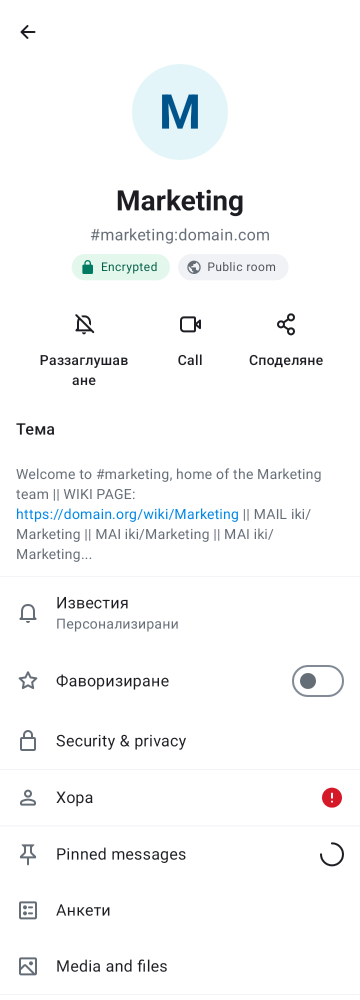 M
Marketing
#marketing:domain.com
Encrypted
Public room
Раззаглушав
ане
Call
Споделяне
Тема
Welcome to #marketing, home of the Marketing
team || WIKI PAGE:
https://domain.org/wiki/Marketing || MAIL iki/
Marketing || MAI iki/Marketing || MAI iki/
Marketing...
Известия
Персонализирани
Фаворизиране
Security & privacy
Хора
Pinned messages
Анкети
Media and files